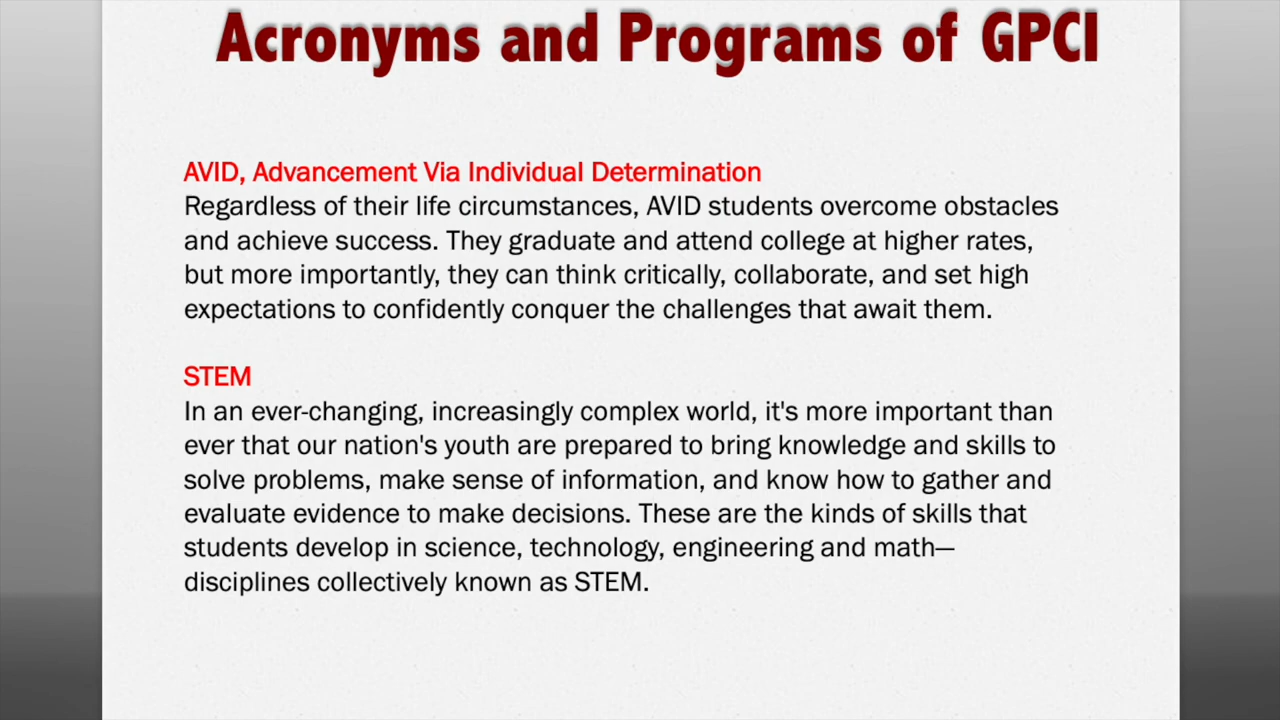 Acronyms and Programs of GPCI
AVID, Advancement Via Individual Determination
Regardless of their life circumstances, AVID students overcome obstacles
and achieve success. They graduate and attend college at higher rates,
but more importantly, they can think critically, collaborate, and set high
expectations to confidently conquer the challenges that await them.
STEM
In an ever-changing, increasingly complex world, it's more important than
ever that our nation's youth are prepared to bring knowledge and skills to
solve problems, make sense of information, and know how to gather and
evaluate evidence to make decisions. These are the kinds of skills that
students develop in science, technology, engineering and math—
disciplines collectively known as STEM.